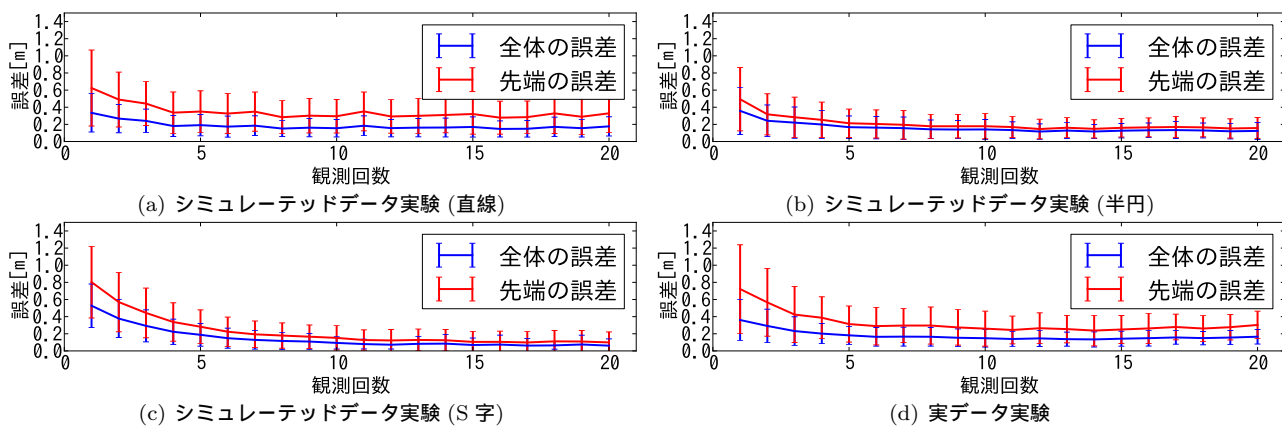 1.4
1.2
1.0
0.8
0.6
0.4
0.2
0.0
誤差[m]
全体の誤差
先端の誤差
0 5 10 15 20
観測回数
(a) シミュレーテッドデータ実験 (直線)
1.4
1.2
1.0
0.8
0.6
0.4
0.2
0.0
誤差[m]
全体の誤差
先端の誤差
0 5 10 15 20
観測回数
(b) シミュレーテッドデータ実験 (半円)
1.4
1.2
1.0
0.8
0.6
0.4
0.2
0.0
誤差[m]
全体の誤差
先端の誤差
0 5 10 15 20
観測回数
(c) シミュレーテッドデータ実験 (S 字)
1.4
1.2
1.0
0.8
0.6
0.4
0.2
0.0
誤差[m]
全体の誤差
先端の誤差
0 5 10 15 20
観測回数
(d) 実データ実験